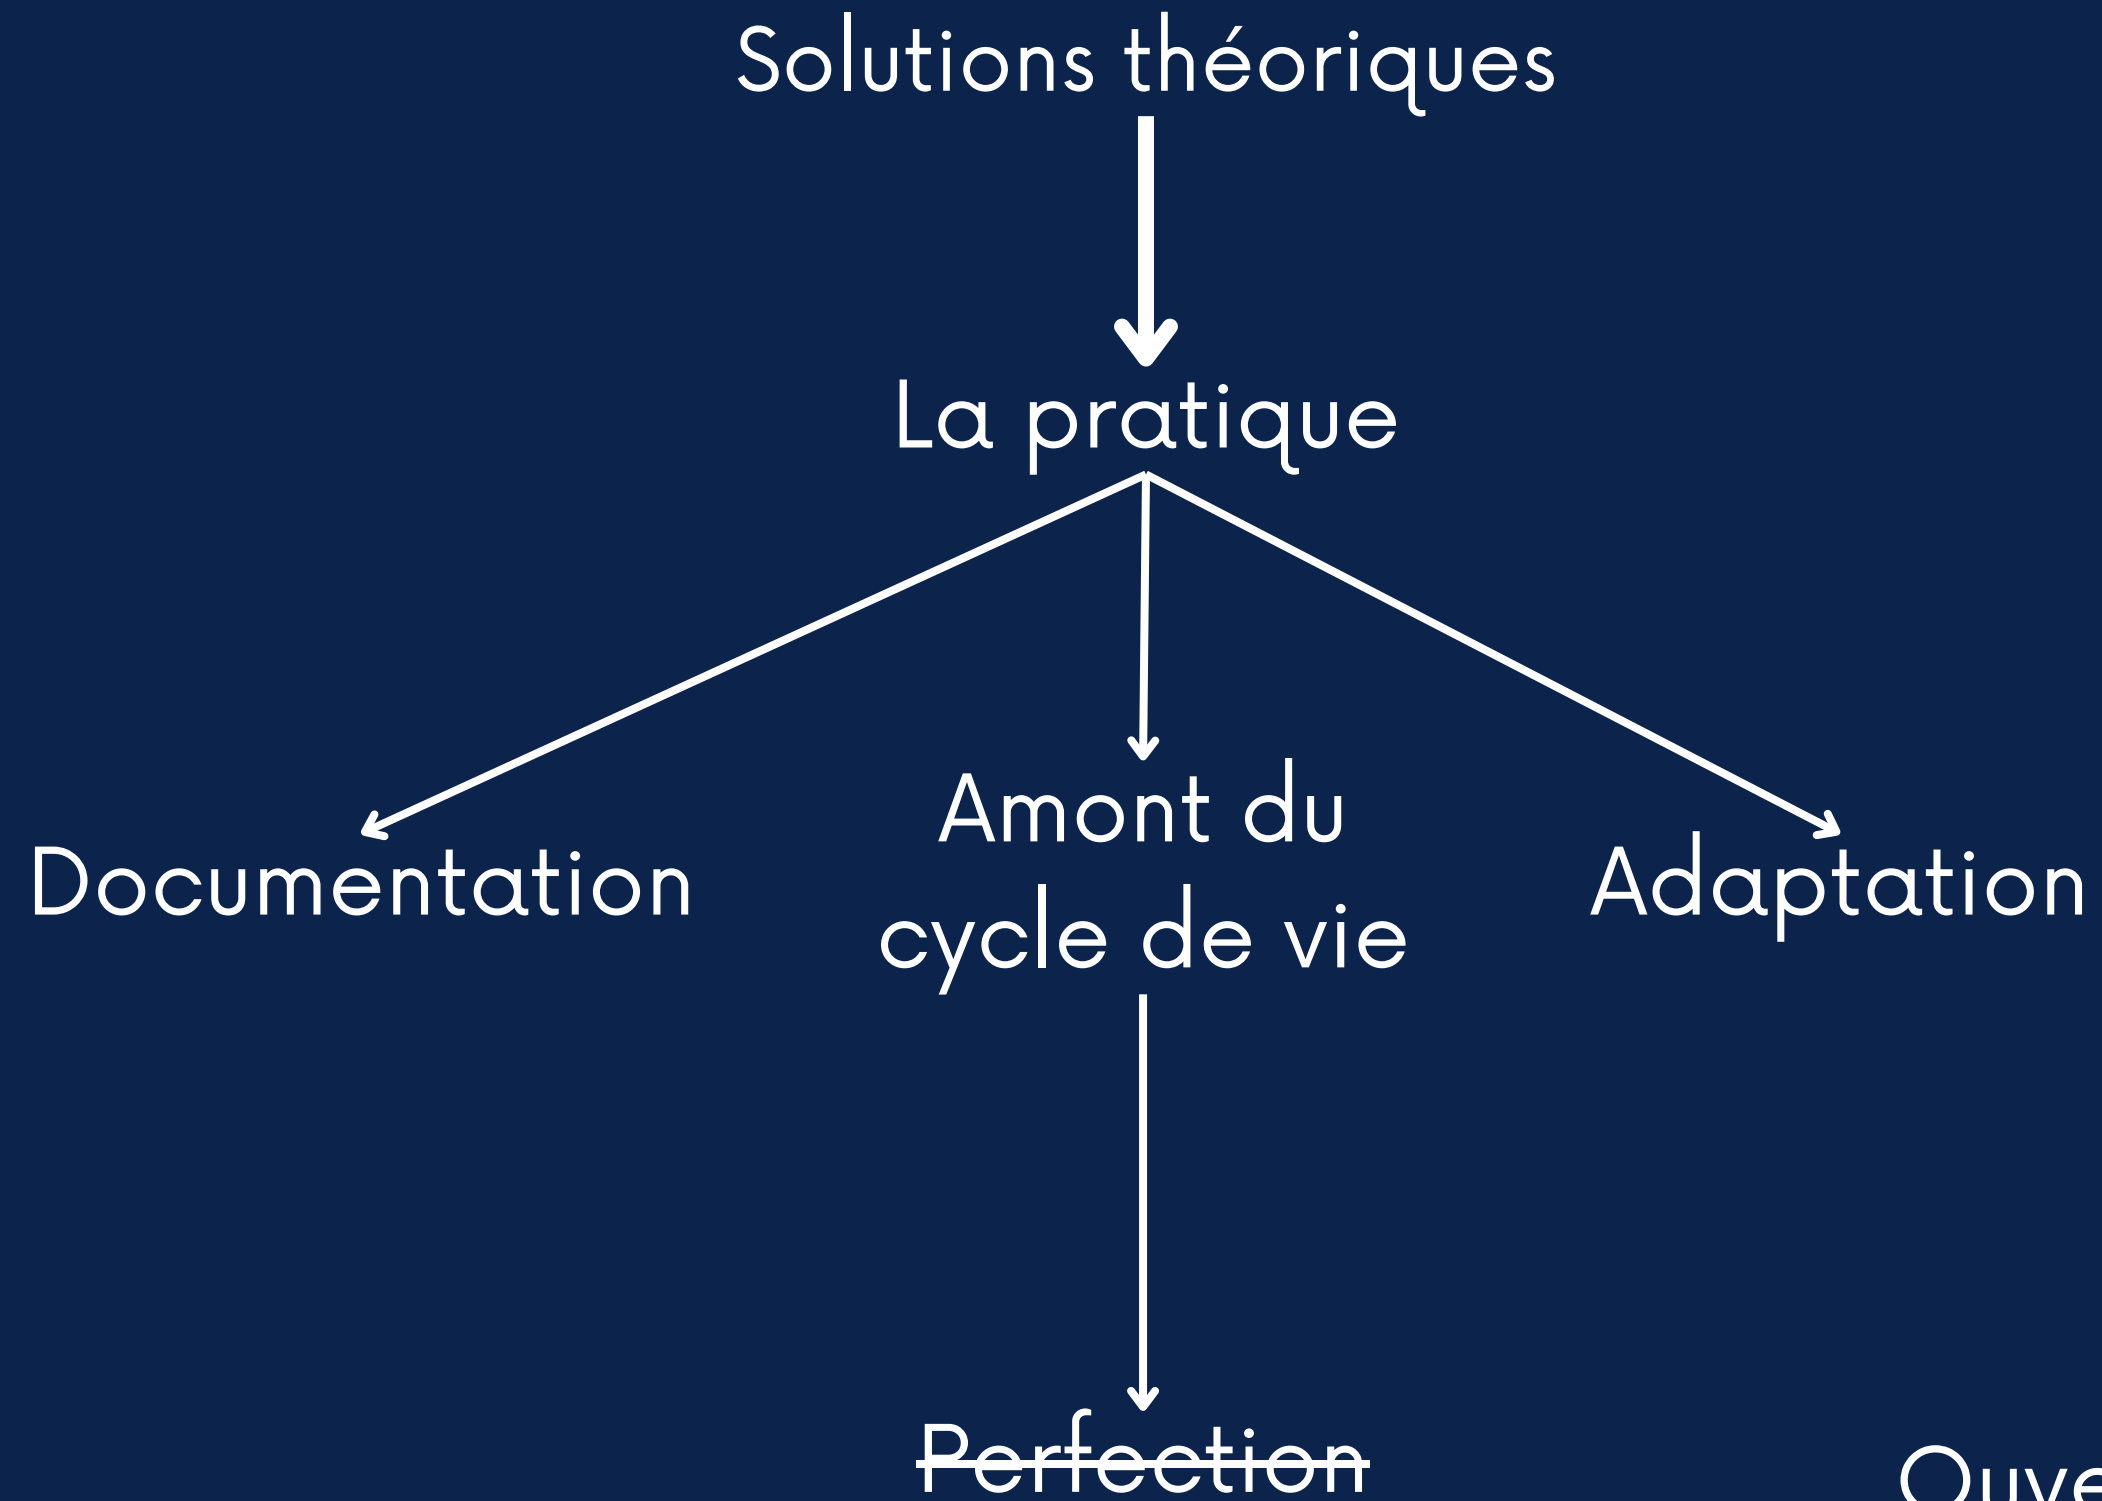 Solutions théoriques
La pratique
Documentation
Amont du
cycle de vie
Adaptation
Perfection